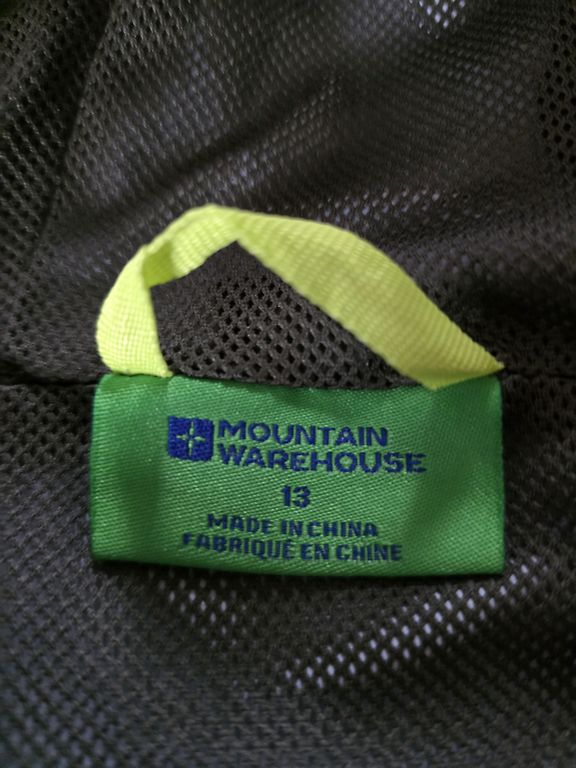 MOUNTAIN
WAREHOUSE
13
MADE IN CHINA
FABRIQUÉ EN CHINE